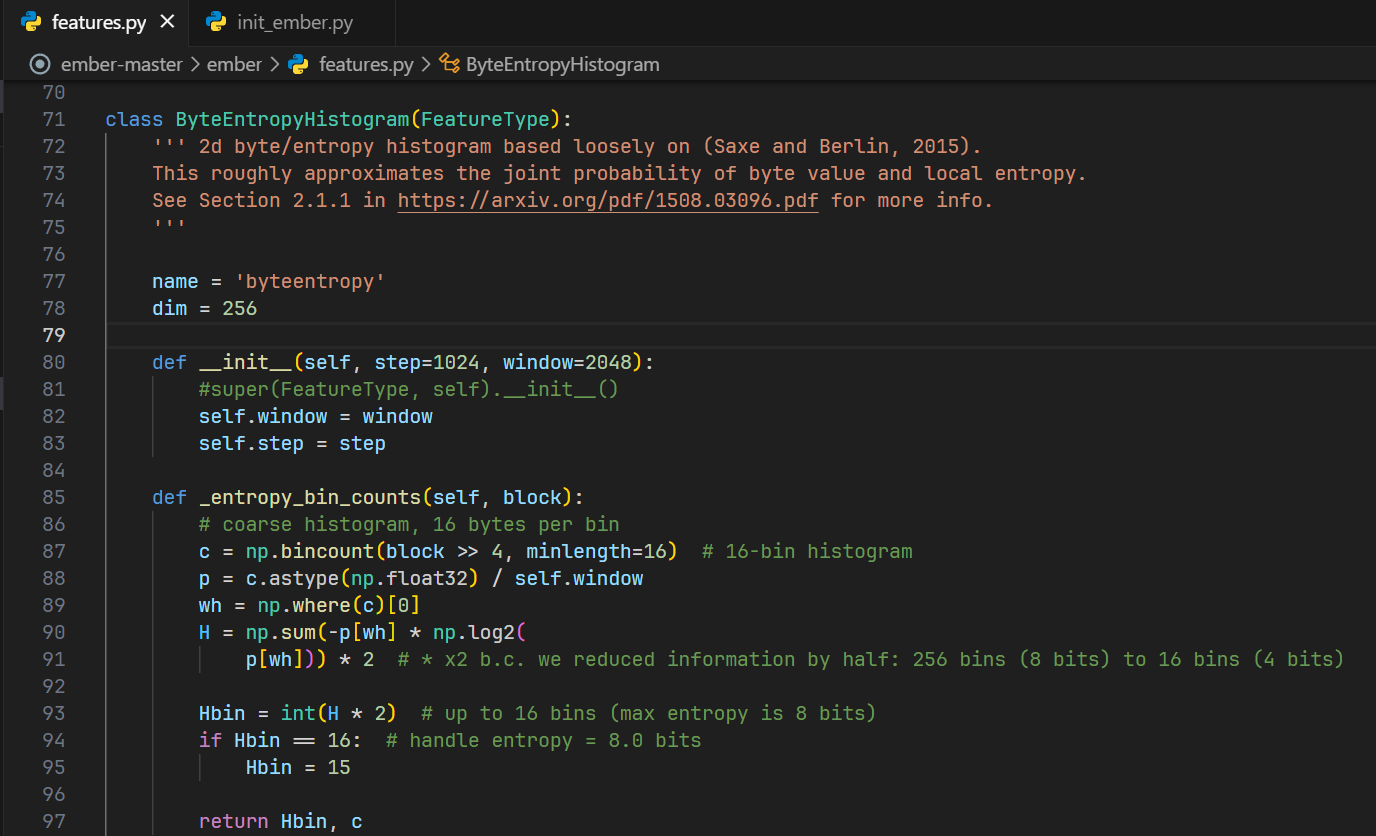 features.py
init_ember.py
ember-master > ember > features.py > ByteEntropyHistogram
70
71 class ByteEntropyHistogram(FeatureType):
72     ''' 2d byte/entropy histogram based loosely on (Saxe and Berlin, 2015).
73     This roughly approximates the joint probability of byte value and local entropy.
74     See Section 2.1.1 in https://arxiv.org/pdf/1508.03096.pdf for more info.
75     '''
76
77     name = 'byteentropy'
78     dim = 256
79
80     def __init__(self, step=1024, window=2048):
81         #super(FeatureType, self).__init__()
82         self.window = window
83         self.step = step
84
85     def _entropy_bin_counts(self, block):
86         # coarse histogram, 16 bytes per bin
87         c = np.bincount(block >> 4, minlength=16)  # 16-bin histogram
88         p = c.astype(np.float32) / self.window
89         wh = np.where(c)[0]
90         H = np.sum(-p[wh] * np.log2(
91             p[wh])) * 2  # * x2 b.c. we reduced information by half: 256 bins (8 bits) to 16 bins (4 bits)
92
93         Hbin = int(H * 2)  # up to 16 bins (max entropy is 8 bits)
94         if Hbin == 16:  # handle entropy = 8.0 bits
95             Hbin = 15
96
97         return Hbin, c